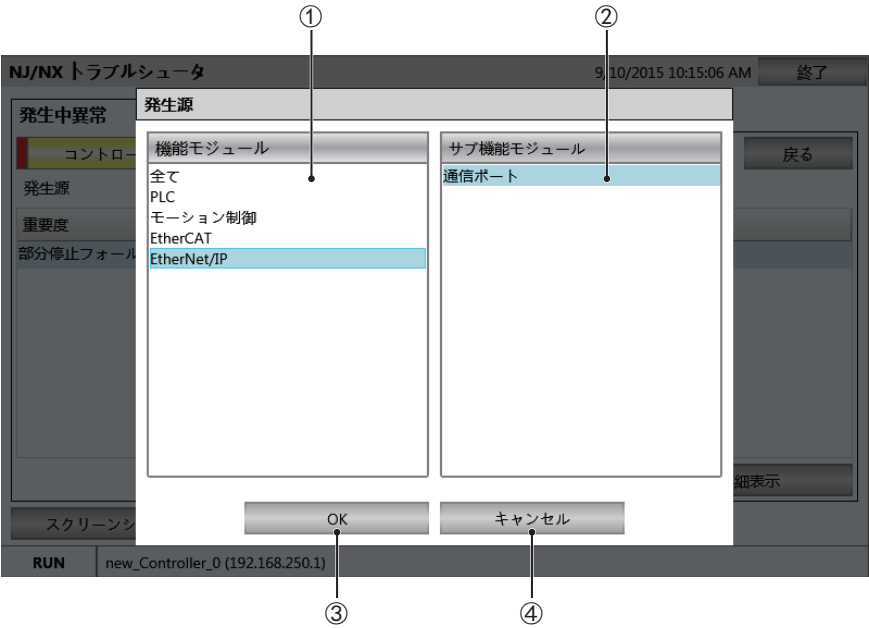 ① ②
NJ/NX トラブルシュータ 9/10/2015 10:15:06 AM 終了
発生中異常
発生源
コントロー
戻る
機能モジュール サブ機能モジュール
発生源
全て 通信ポート
PLC
重要度
モーション制御
EtherCAT
部分停止フォール
EtherNet/IP
細表示
OK キャンセル
スクリーンシ
RUN new_Controller_0 (192.168.250.1)
③ ④